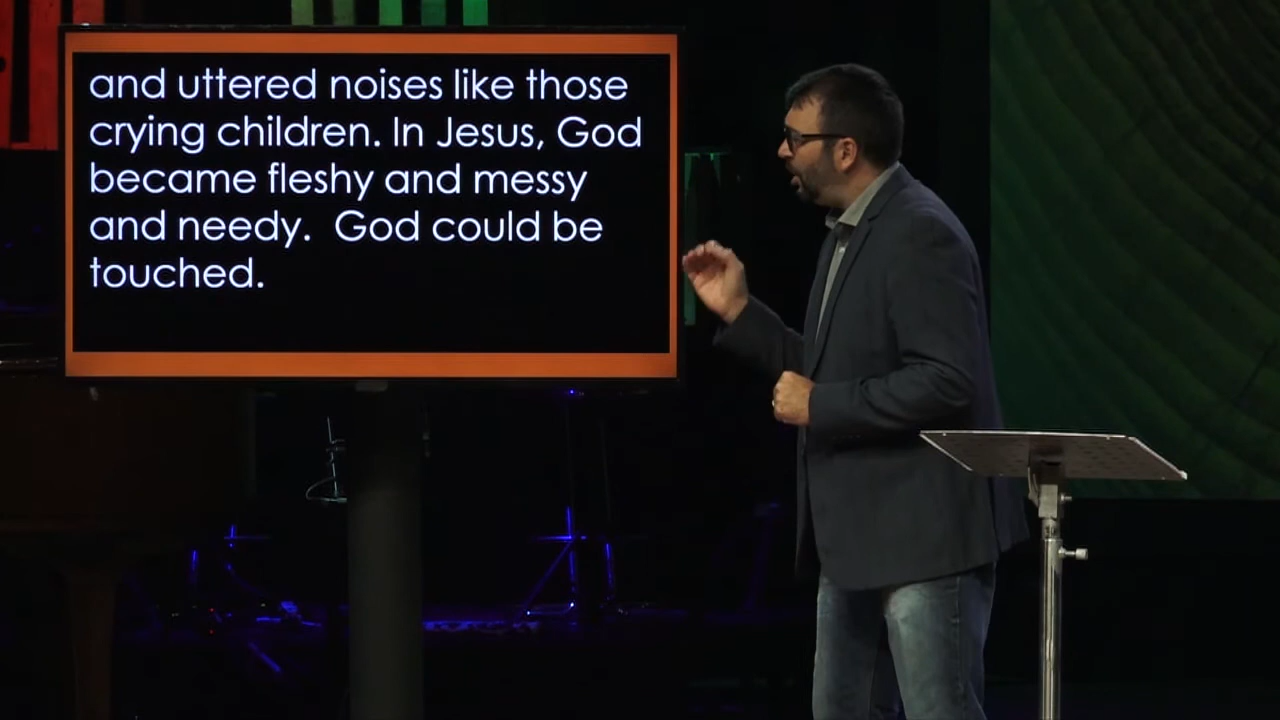 and uttered noises like those
crying children. In Jesus, God
became fleshy and messy
and needy.  God could be
touched.